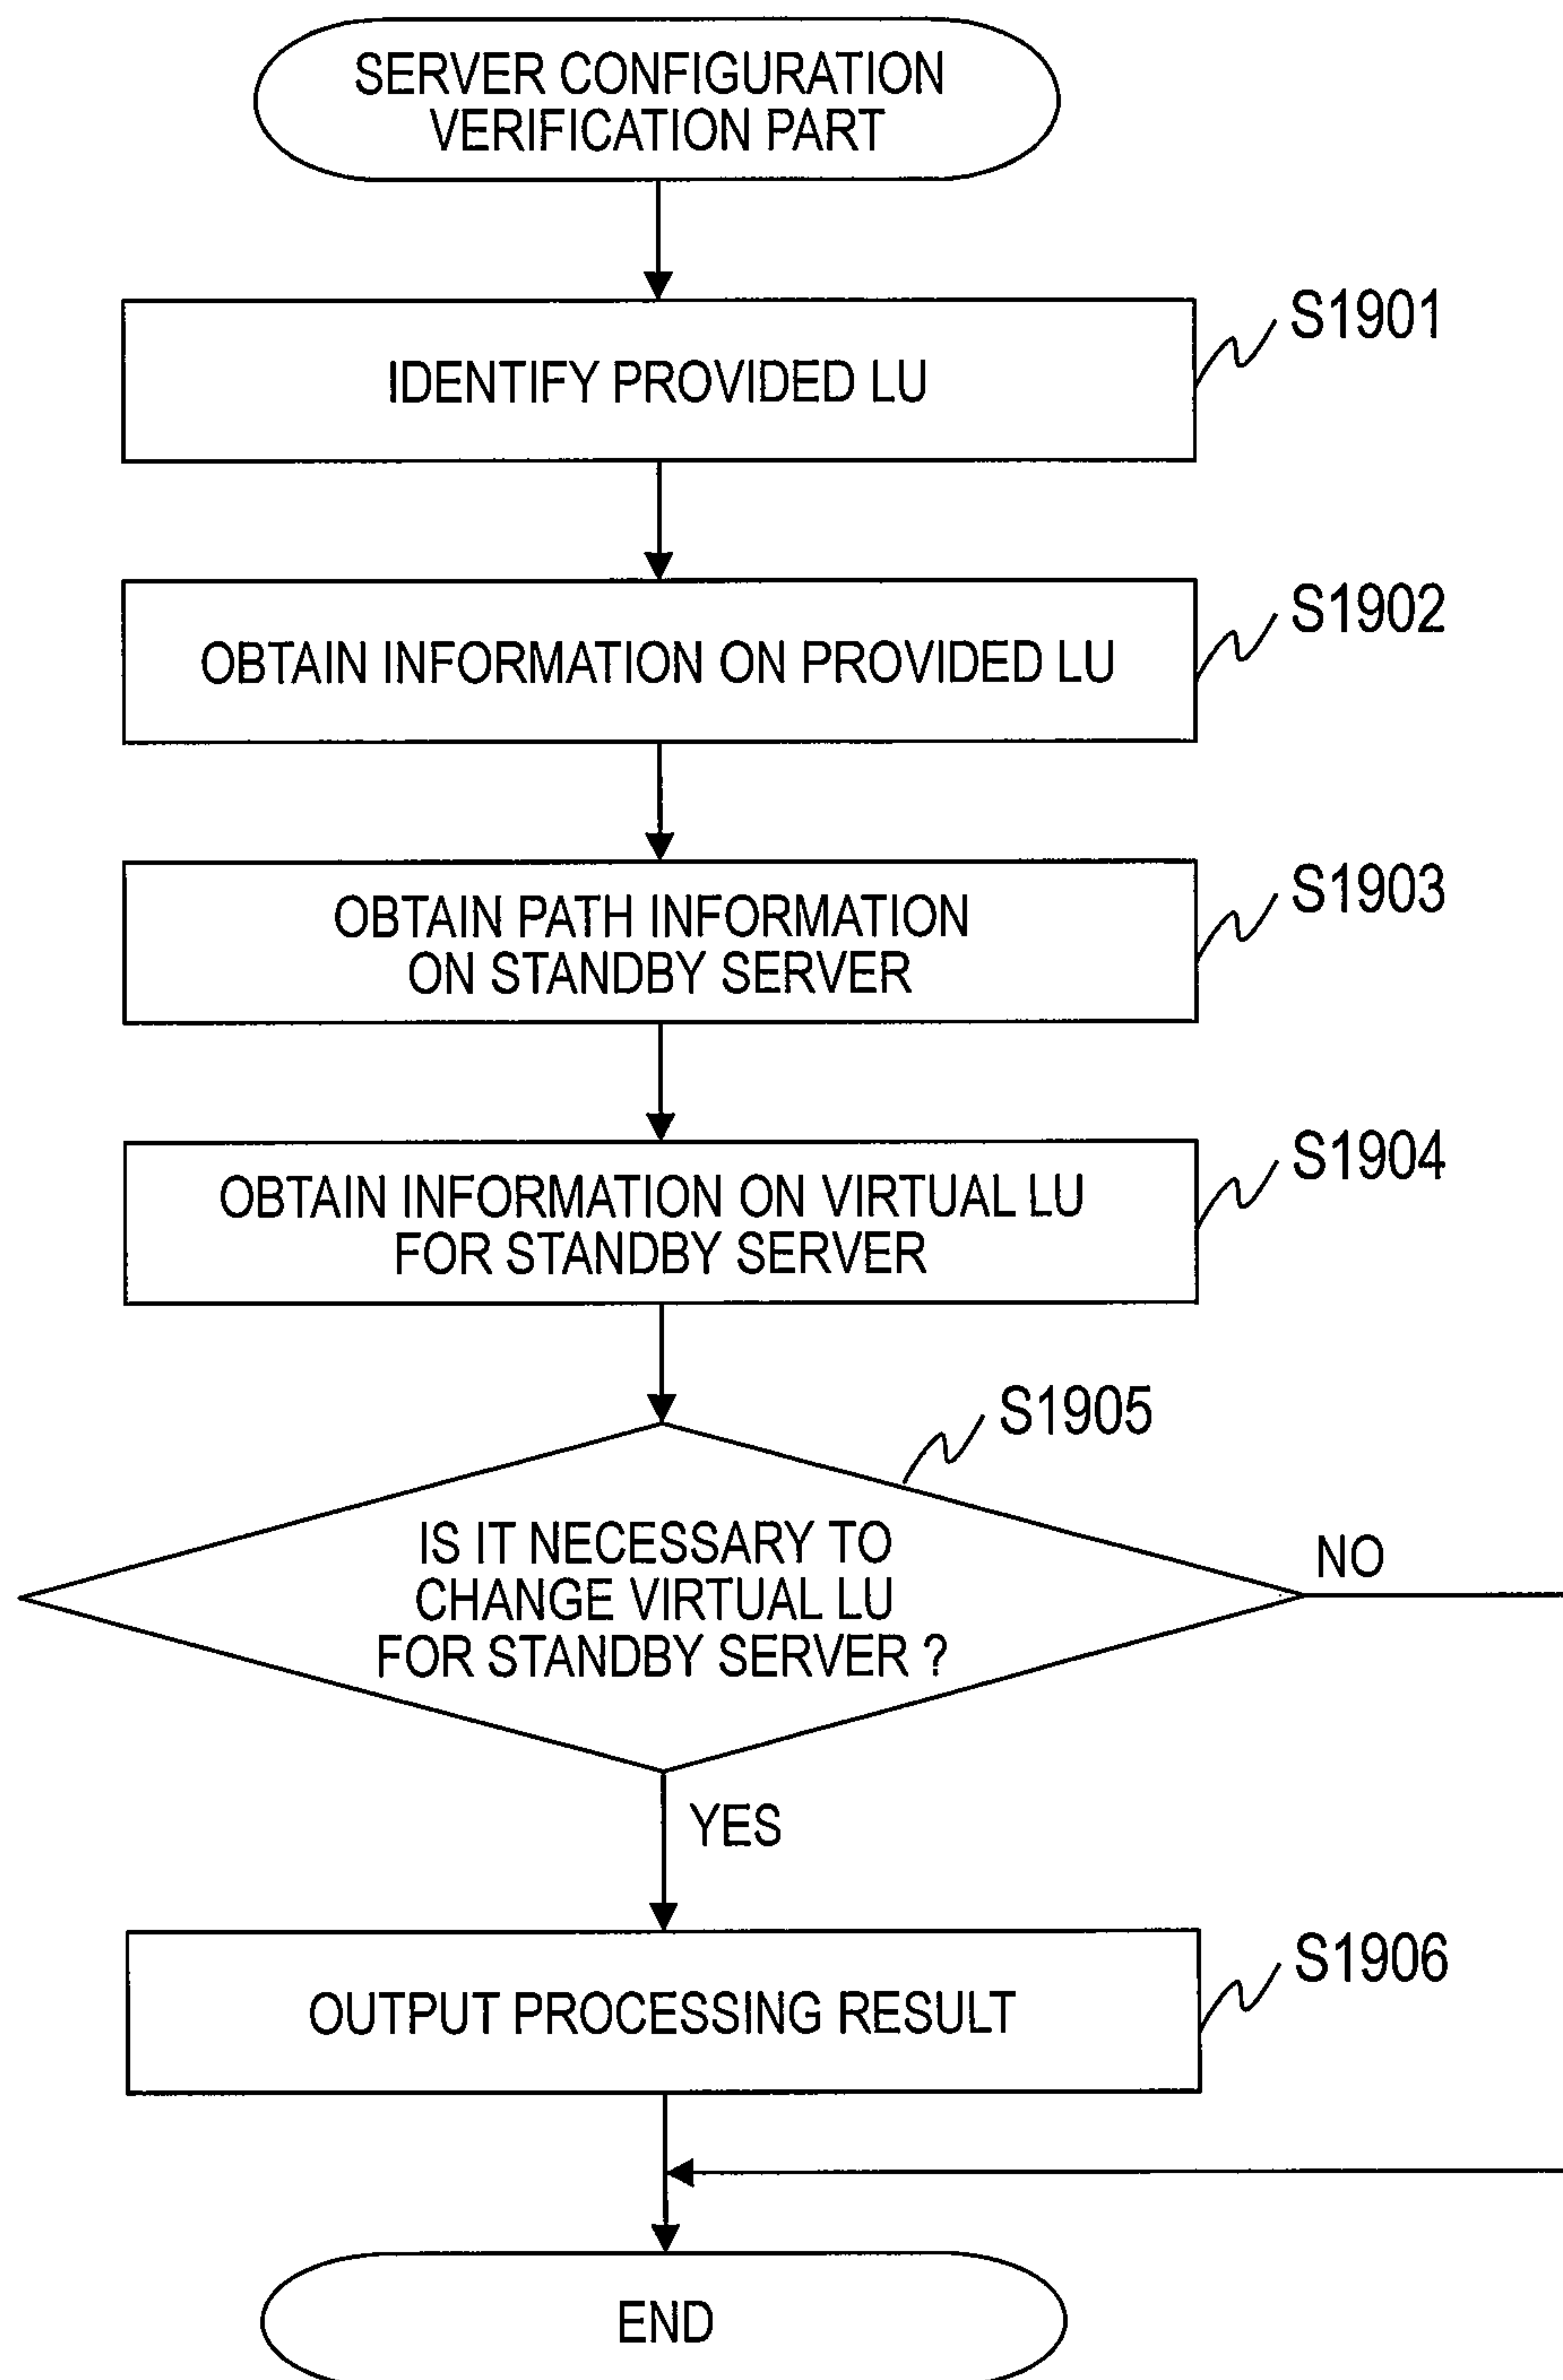 SERVER CONFIGURATION
VERIFICATION PART
S1901
IDENTIFY PROVIDED LU
S1902
OBTAIN INFORMATION ON PROVIDED LU
S1903
OBTAIN PATH INFORMATION
ON STANDBY SERVER
S1904
OBTAIN INFORMATION ON VIRTUAL LU
FOR STANDBY SERVER
S1905
IS IT NECESSARY TO
CHANGE VIRTUAL LU
FOR STANDBY SERVER ?
NO
YES
S1906
OUTPUT PROCESSING RESULT
END